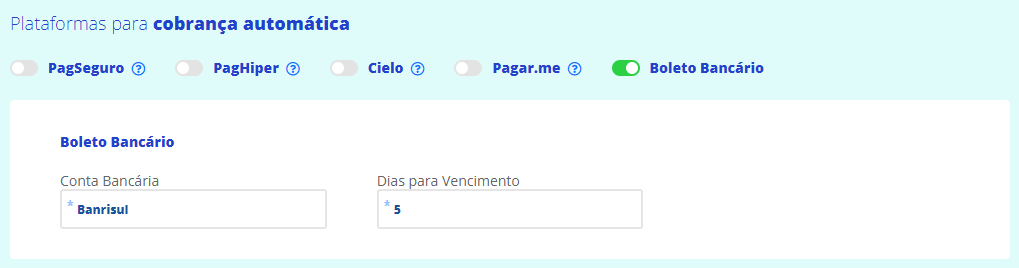 Plataformas para cobrança automática
PagSeguro ? PagHiper ? Cielo ? Pagar.me ? Boleto Bancário
Boleto Bancário
Conta Bancária Dias para Vencimento
* Banrisul * 5